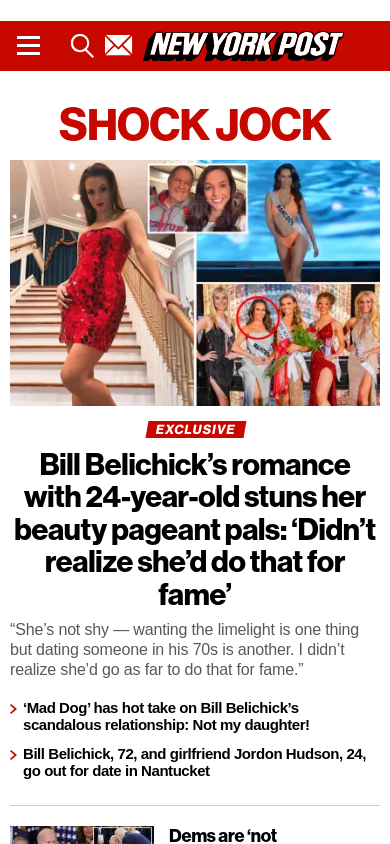 NEW YORK POST
SHOCK JOCK
EXCLUSIVE
Bill Belichick’s romance
with 24-year-old stuns her
beauty pageant pals: ‘Didn’t
realize she’d do that for
fame’
“She’s not shy — wanting the limelight is one thing
but dating someone in his 70s is another. I didn’t
realize she’d go as far to do that for fame.”
‘Mad Dog’ has hot take on Bill Belichick’s
scandalous relationship: Not my daughter!
Bill Belichick, 72, and girlfriend Jordon Hudson, 24,
go out for date in Nantucket
Dems are ‘not